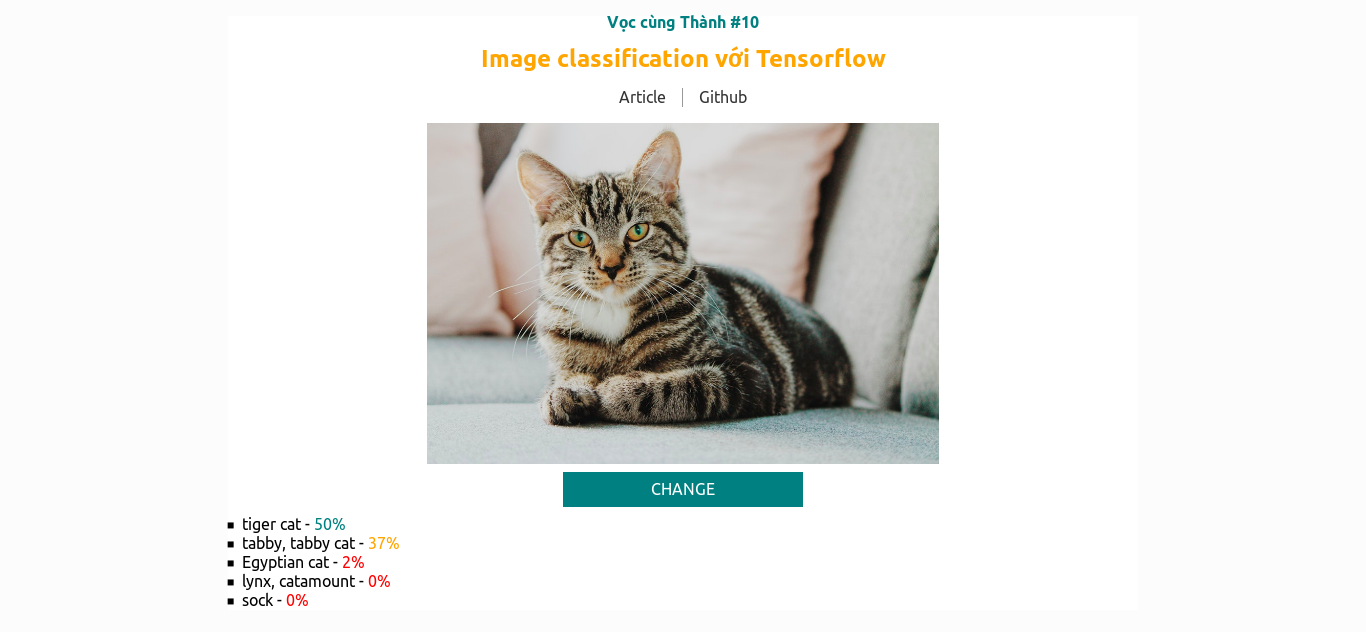 Vọc cùng Thành #10
Image classification với Tensorflow
Article
Github
CHANGE
tiger cat - 50%
tabby, tabby cat - 37%
Egyptian cat - 2%
lynx, catamount - 0%
sock - 0%